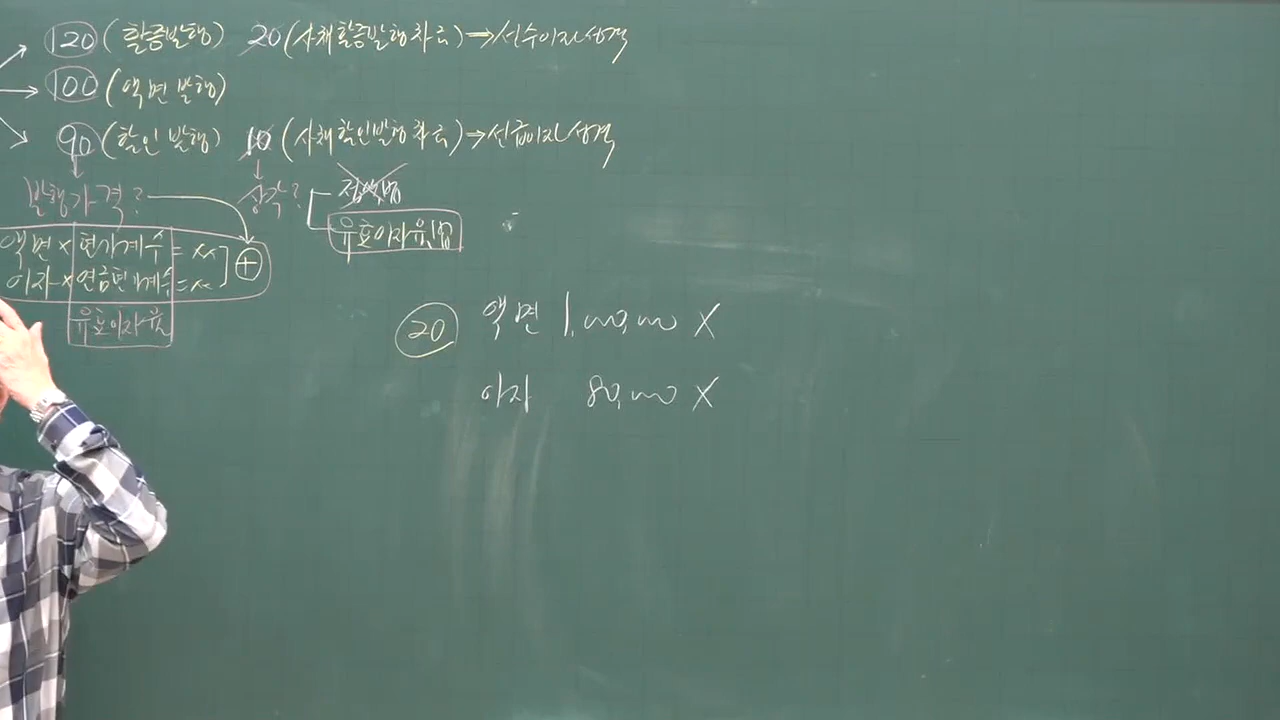 120 (할증발행) 20 (사채할증발행차금) → 선수이자성격
100 (액면발행)
90 (할인발행) 10 (사채할인발행차금) → 선급이자성격
발행가격? 상각? 정액법
유효이자율법
액면 × 현가계수 = ××
이자 × 연금현가계수 = ×× +
유효이자율
20 액면 1,000,000 X
이자 80,000 X